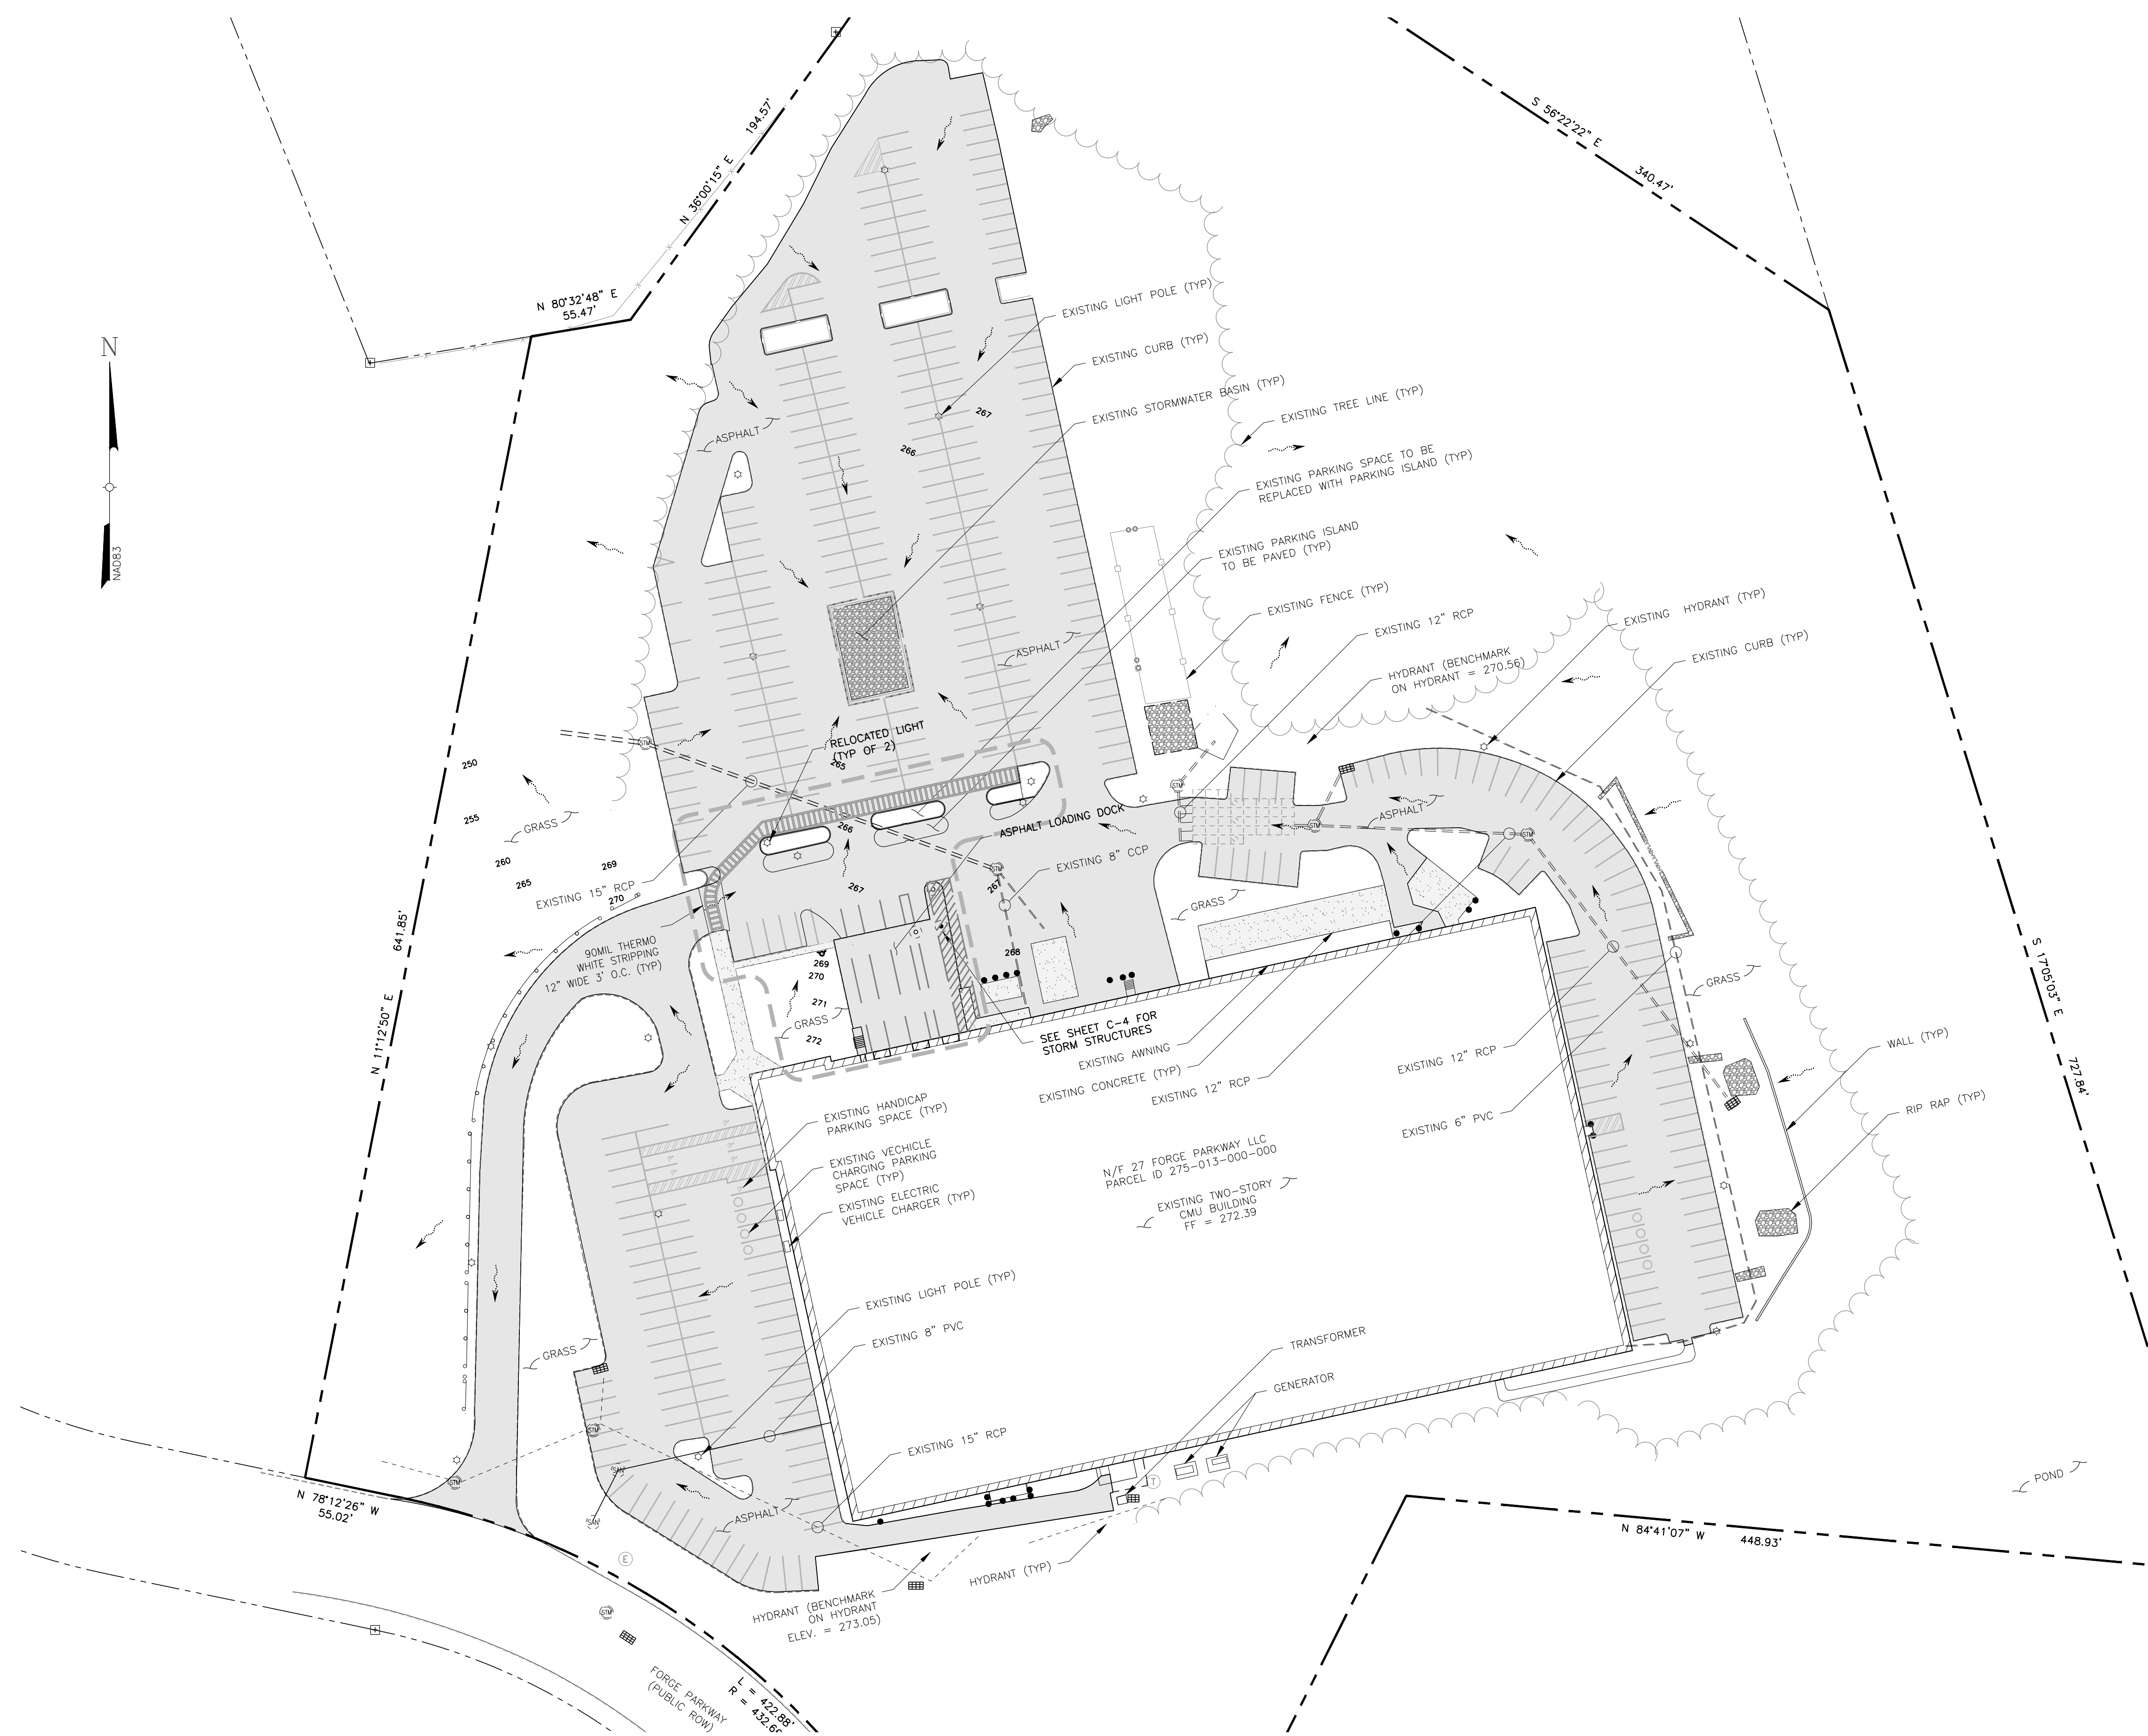 194.57'
N 36°00'15" E
N 80°32'48" E
55.47'
S 56°22'22" E
340.47'
N
NAD83
EXISTING LIGHT POLE (TYP)
EXISTING CURB (TYP)
EXISTING STORMWATER BASIN (TYP)
EXISTING TREE LINE (TYP)
267
266
ASPHALT
EXISTING PARKING SPACE TO BE
REPLACED WITH PARKING ISLAND (TYP)
EXISTING PARKING ISLAND
TO BE PAVED (TYP)
EXISTING FENCE (TYP)
EXISTING 12" RCP
EXISTING HYDRANT (TYP)
HYDRANT (BENCHMARK
ON HYDRANT = 270.56)
EXISTING CURB (TYP)
ASPHALT
RELOCATED LIGHT
(TYP OF 2)
265
STM
250
255
260
265
269
270
GRASS
EXISTING 15" RCP
266
267
ASPHALT LOADING DOCK
EXISTING 8" CCP
STM
267
STM
STM
STM
ASPHALT
GRASS
641.85'
N 11°12'50" E
90MIL THERMO
WHITE STRIPPING
12" WIDE 3' O.C. (TYP)
268
269
270
271
272
GRASS
SEE SHEET C-4 FOR
STORM STRUCTURES
EXISTING AWNING
EXISTING CONCRETE (TYP)
EXISTING 12" RCP
EXISTING 12" RCP
EXISTING 6" PVC
GRASS
S 17°05'03" E
727.84'
WALL (TYP)
RIP RAP (TYP)
EXISTING HANDICAP
PARKING SPACE (TYP)
EXISTING VECHICLE
CHARGING PARKING
SPACE (TYP)
EXISTING ELECTRIC
VEHICLE CHARGER (TYP)
N/F 27 FORGE PARKWAY LLC
PARCEL ID 275-013-000-000
EXISTING TWO-STORY
CMU BUILDING
FF = 272.39
EXISTING LIGHT POLE (TYP)
EXISTING 8" PVC
GRASS
TRANSFORMER
GENERATOR
EXISTING 15" RCP
STM
STM
SAN
SAN
T
E
STM
ASPHALT
POND
N 78°12'26" W
55.02'
N 84°41'07" W
448.93'
HYDRANT (TYP)
HYDRANT (BENCHMARK
ON HYDRANT
ELEV. = 273.05)
FORGE PARKWAY
(PUBLIC ROW)
L = 422.88'